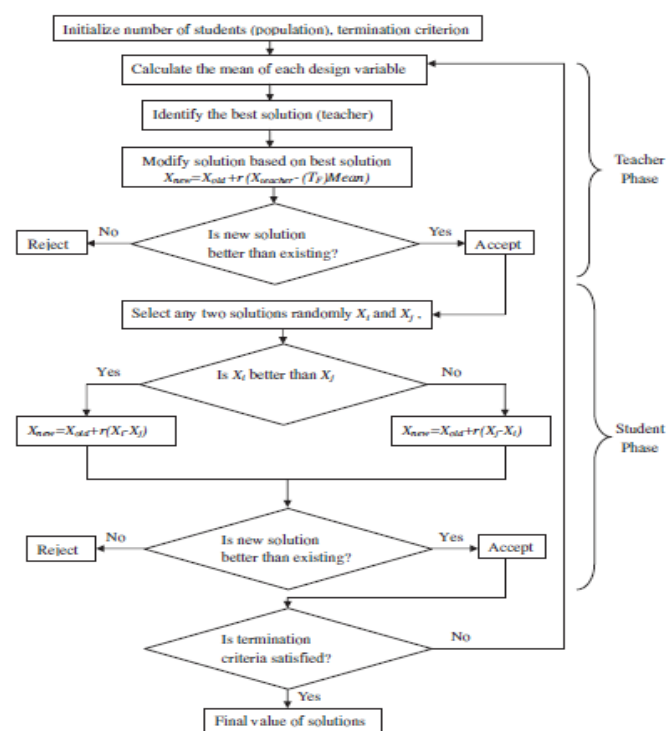 Initialize number of students (population), termination criterion
Calculate the mean of each design variable
Identify the best solution (teacher)
Modify solution based on best solution
Xnew=Xold+r(Xteacher-(TF)Mean)
Teacher
Phase
No
Is new solution
better than existing?
Yes
Reject
Accept
Select any two solutions randomly Xi and Xj .
Yes
Is Xi better than Xj
No
Xnew=Xold+r(Xi-Xj)
Xnew=Xold+r(Xj-Xi)
Student
Phase
No
Is new solution
better than existing?
Yes
Reject
Accept
Is termination
criteria satisfied?
No
Yes
Final value of solutions